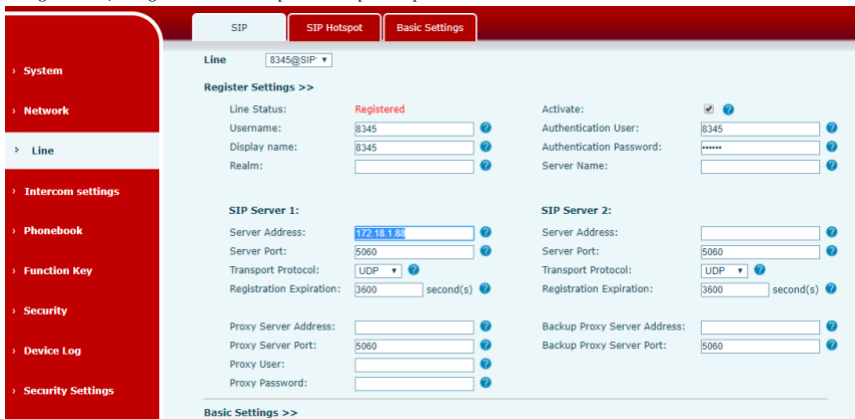 SIP
SIP Hotspot
Basic Settings
› System
› Network
› Line
› Intercom settings
› Phonebook
› Function Key
› Security
› Device Log
› Security Settings
Line 8345@SIP
Register Settings >>
Line Status: Registered Activate:
Username: 8345 Authentication User: 8345
Display name: 8345 Authentication Password: ••••••
Realm: Server Name:
SIP Server 1: SIP Server 2:
Server Address: 172.18.1.88 Server Address:
Server Port: 5060 Server Port: 5060
Transport Protocol: UDP Transport Protocol: UDP
Registration Expiration: 3600 second(s) Registration Expiration: 3600 second(s)
Proxy Server Address: Backup Proxy Server Address:
Proxy Server Port: 5060 Backup Proxy Server Port: 5060
Proxy User:
Proxy Password:
Basic Settings >>